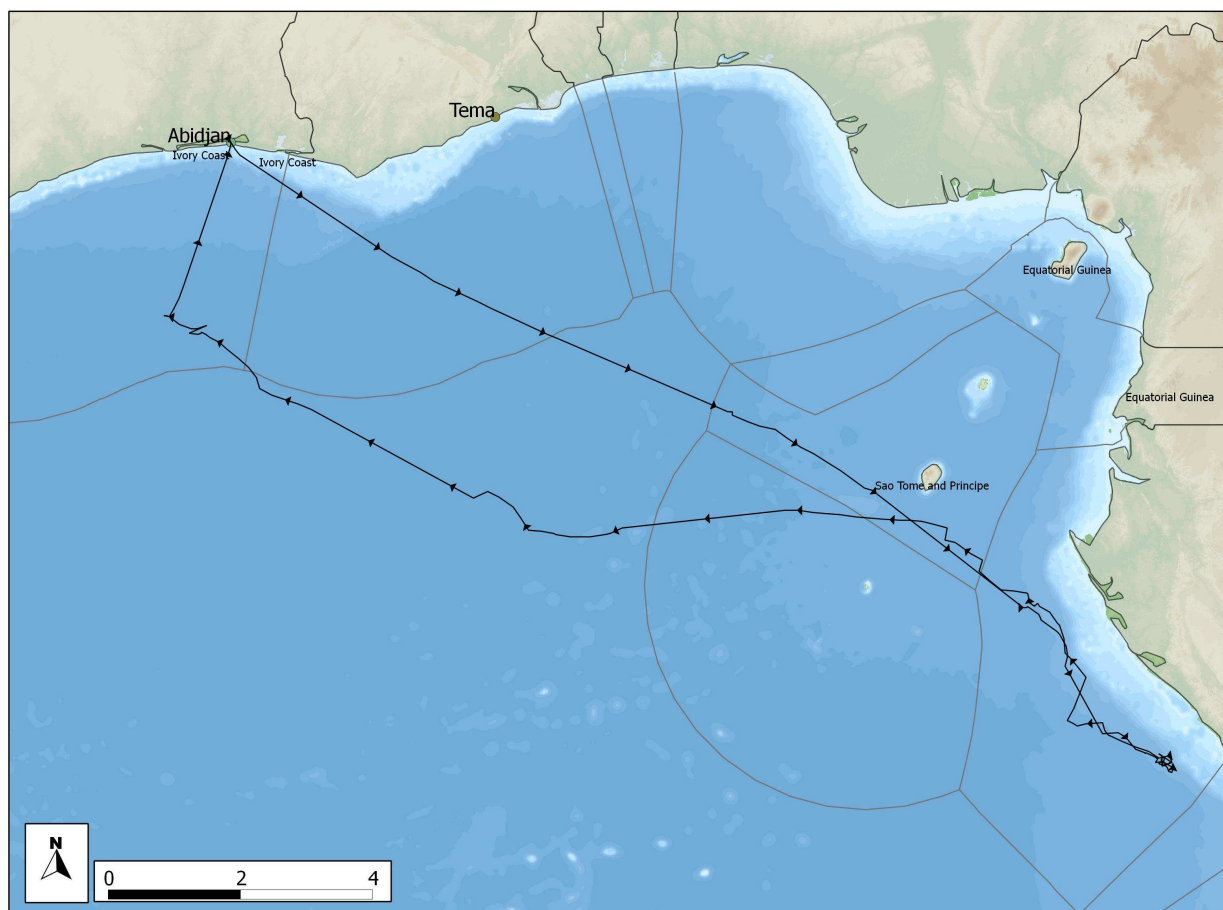 Tema
Abidjan
Ivory Coast
Ivory Coast
Equatorial Guinea
Equatorial Guinea
Sao Tome and Principe
N
0 2 4